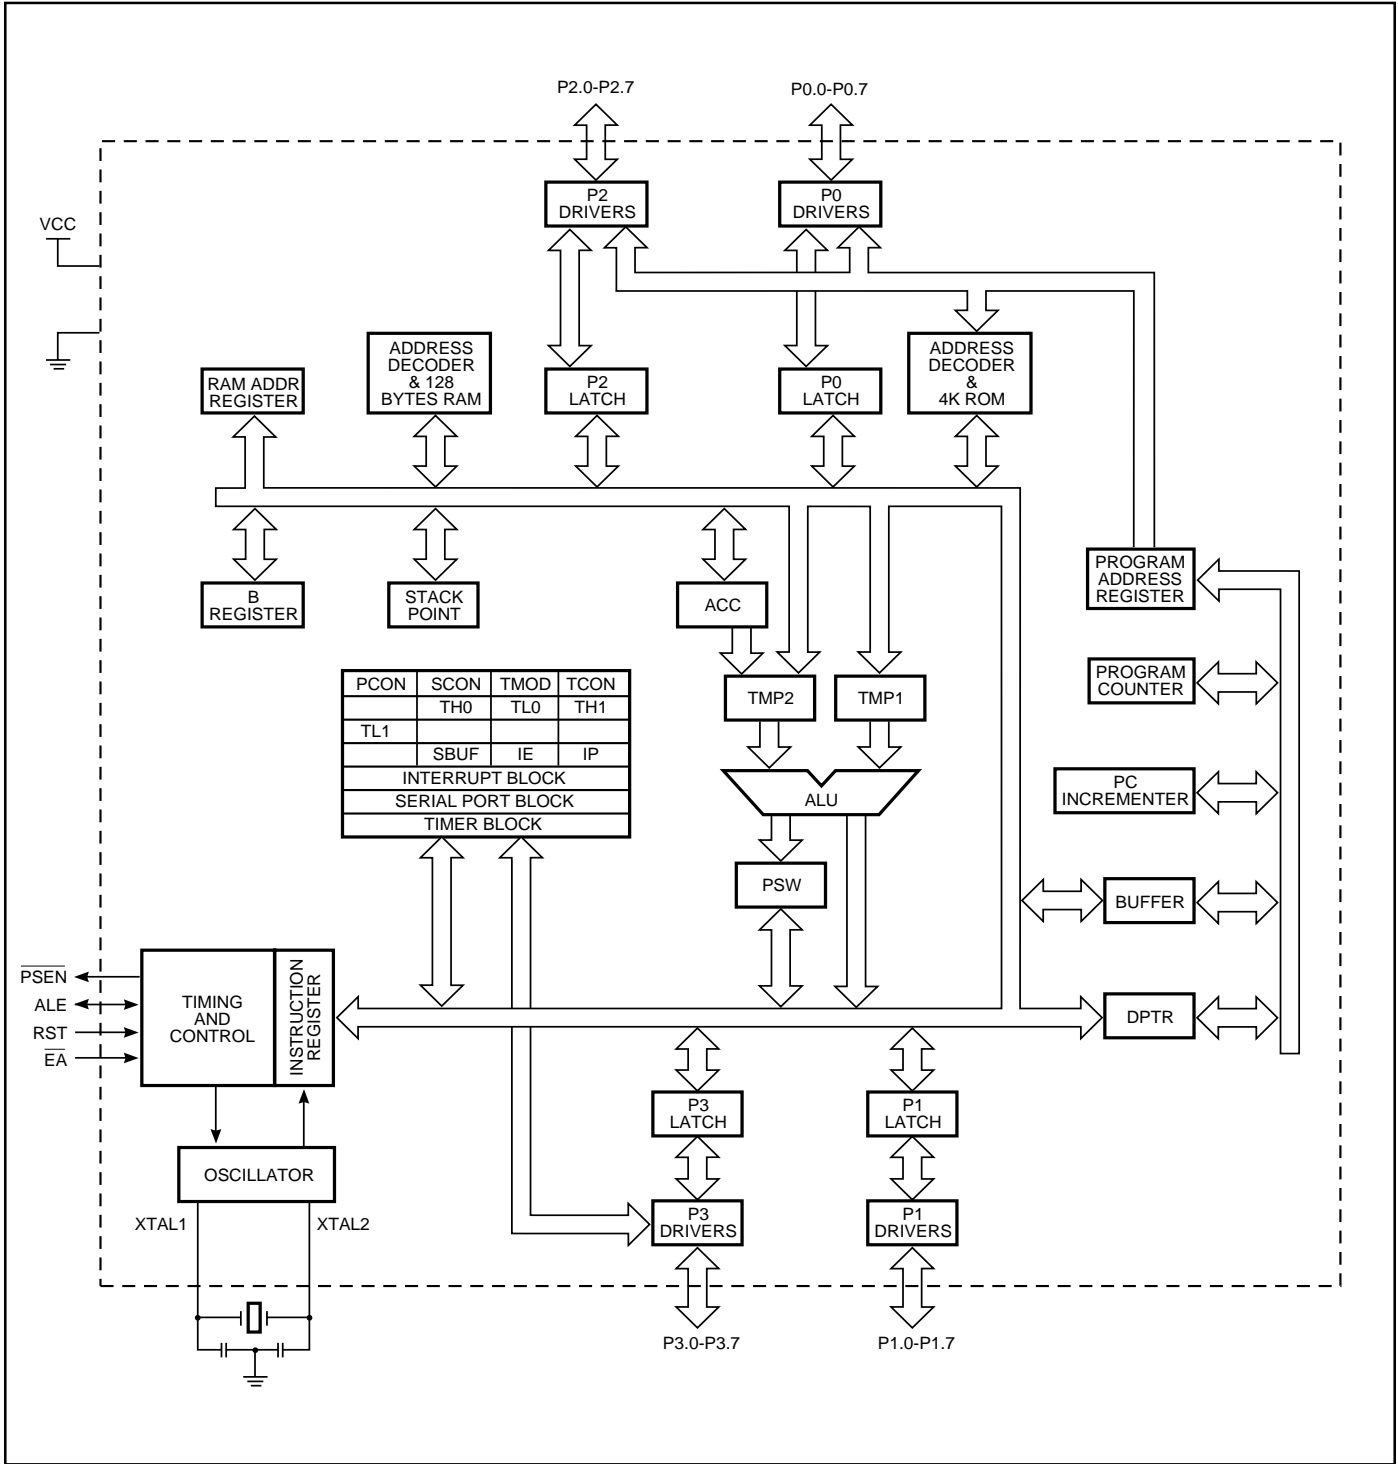 P2.0-P2.7
P0.0-P0.7
VCC
P2
DRIVERS
P0
DRIVERS
RAM ADDR
REGISTER
ADDRESS
DECODER
& 128
BYTES RAM
P2
LATCH
P0
LATCH
ADDRESS
DECODER
&
4K ROM
B
REGISTER
STACK
POINT
ACC
PROGRAM
ADDRESS
REGISTER
PROGRAM
COUNTER
PC
INCREMENTER
BUFFER
DPTR
TMP2
TMP1
ALU
PSW
PCON SCON TMOD TCON
TH0 TL0 TH1
TL1
SBUF IE IP
INTERRUPT BLOCK
SERIAL PORT BLOCK
TIMER BLOCK
PSEN
ALE
RST
EA
TIMING
AND
CONTROL
INSTRUCTION
REGISTER
OSCILLATOR
XTAL1
XTAL2
P3
LATCH
P1
LATCH
P3
DRIVERS
P1
DRIVERS
P3.0-P3.7
P1.0-P1.7